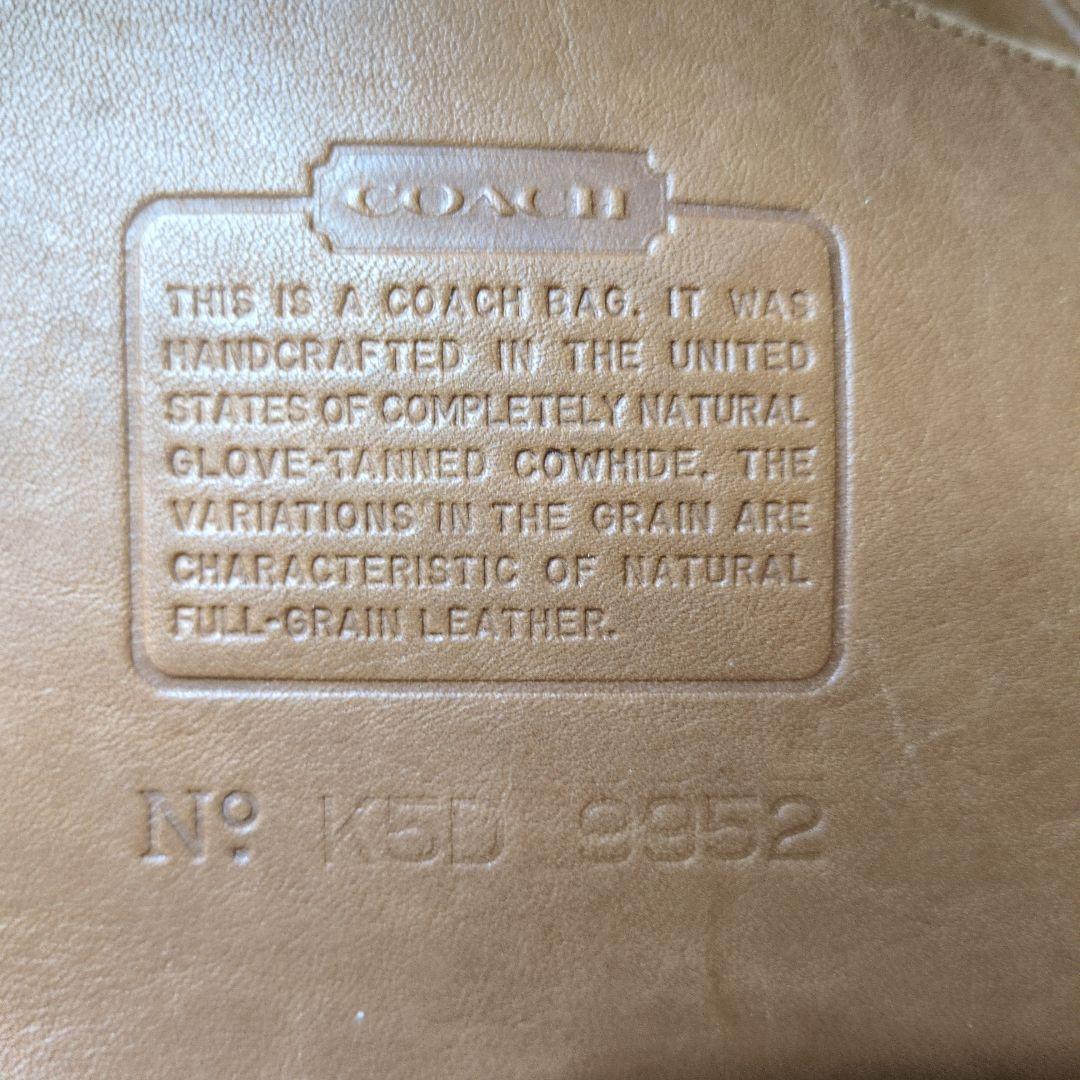 COACH
THIS IS A COACH BAG. IT WAS
HANDCRAFTED IN THE UNITED
STATES OF COMPLETELY NATURAL
GLOVE-TANNED COWHIDE. THE
VARIATIONS IN THE GRAIN ARE
CHARACTERISTIC OF NATURAL
FULL-GRAIN LEATHER.
Nº. K5D 9952